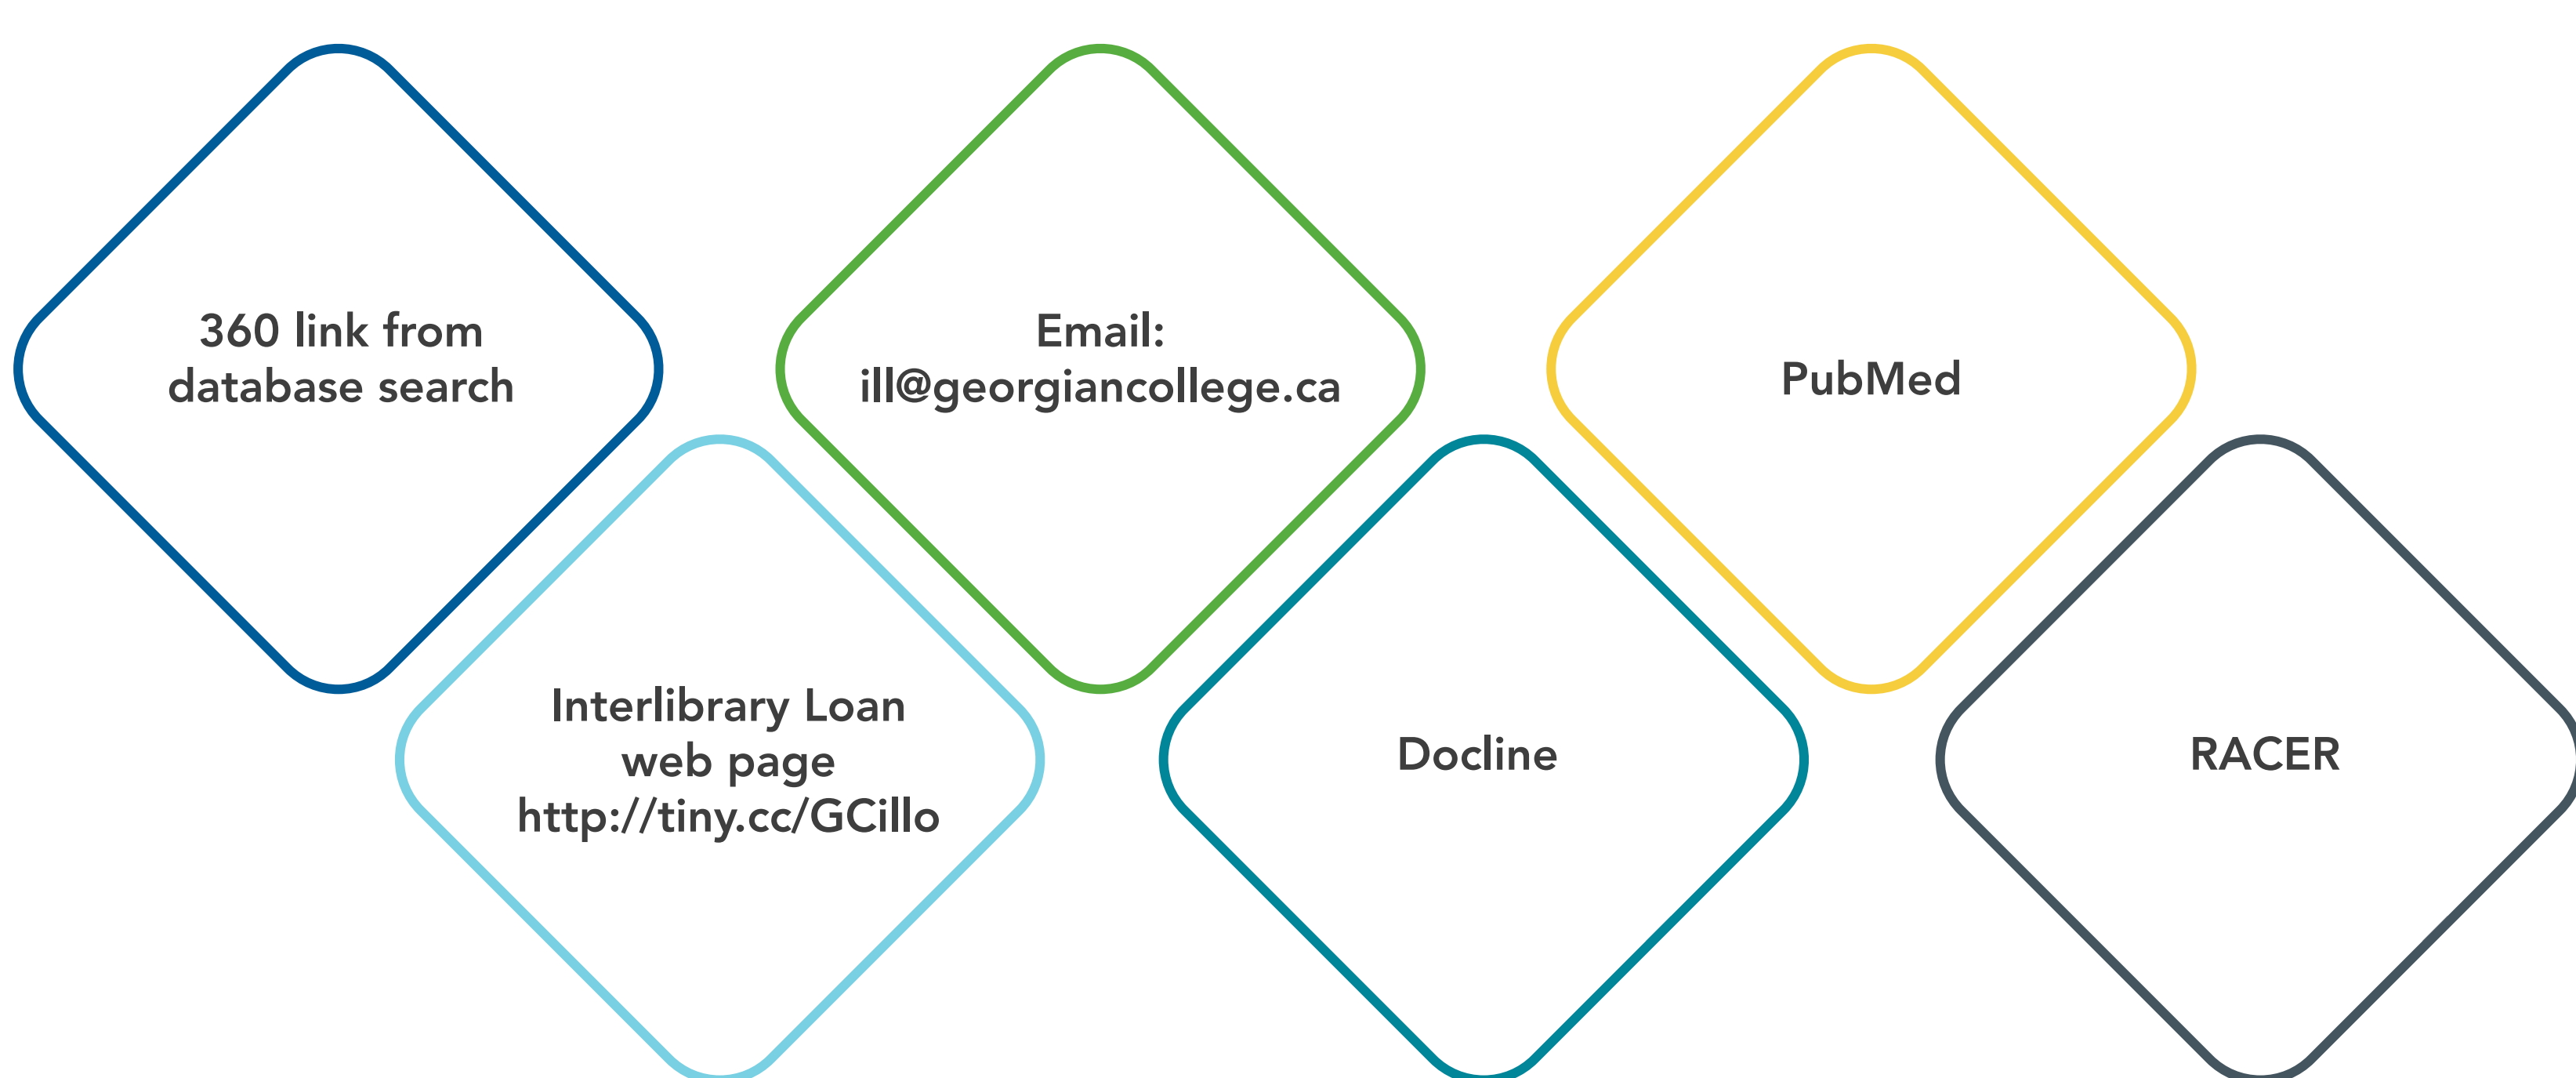 360 link from
database search
Interlibrary Loan
web page
http://tiny.cc/GCillo
Email:
ill@georgiancollege.ca
Docline
PubMed
RACER